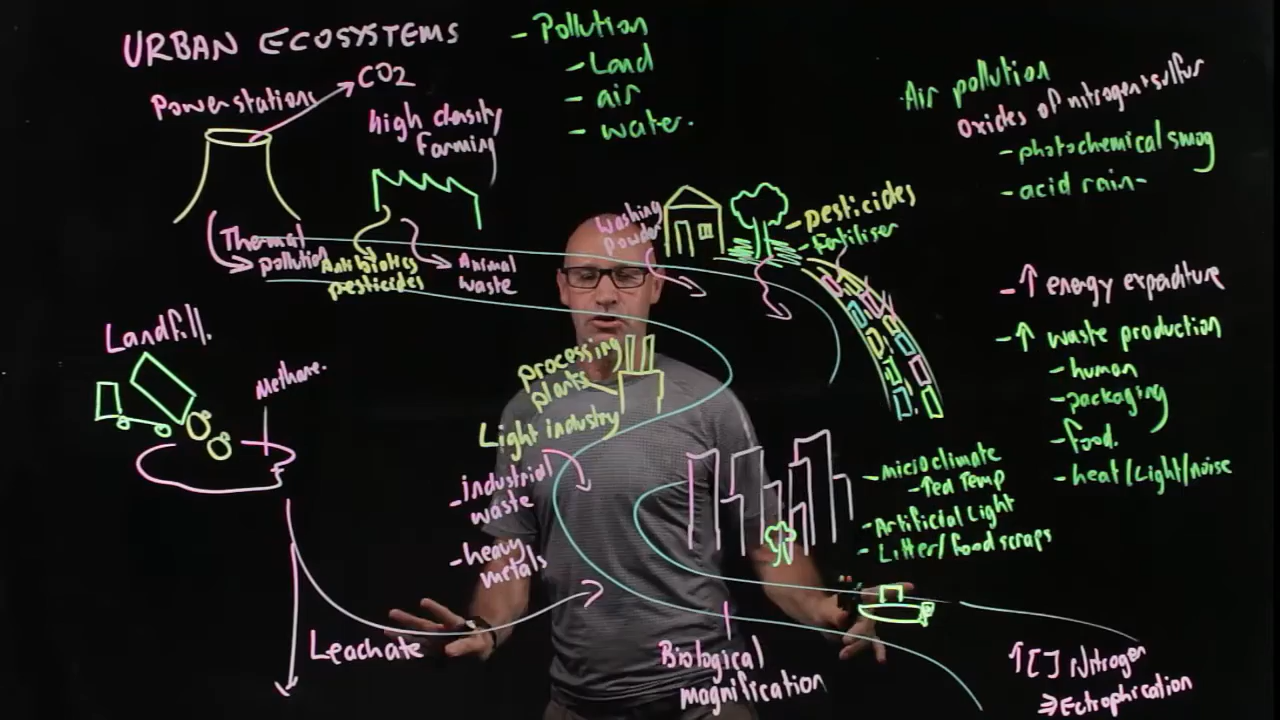 URBAN ECOSYSTEMS
- Pollution
- Land
- air
- water.
Power stations
CO2
high density
farming
Thermal
pollution
Antibiotics
pesticides
Animal
waste
washing
powder
- pesticides
- fatiliser
Air pollution
oxides of nitrogen + sulfur
- photochemical smog
- acid rain -
- ↑ energy expenditure
- ↑ waste production
- human
- packaging
- food.
- heat/Light/noise
Landfill.
Methane.
processing
plants
Light industry
- industrial
waste
- heavy
metals
- microclimate
- ↑ed Temp
- Artificial Light
- Litter/food scraps
Leachate
Biological
magnification
↑[ ] Nitrogen
⇒ Ectrophication